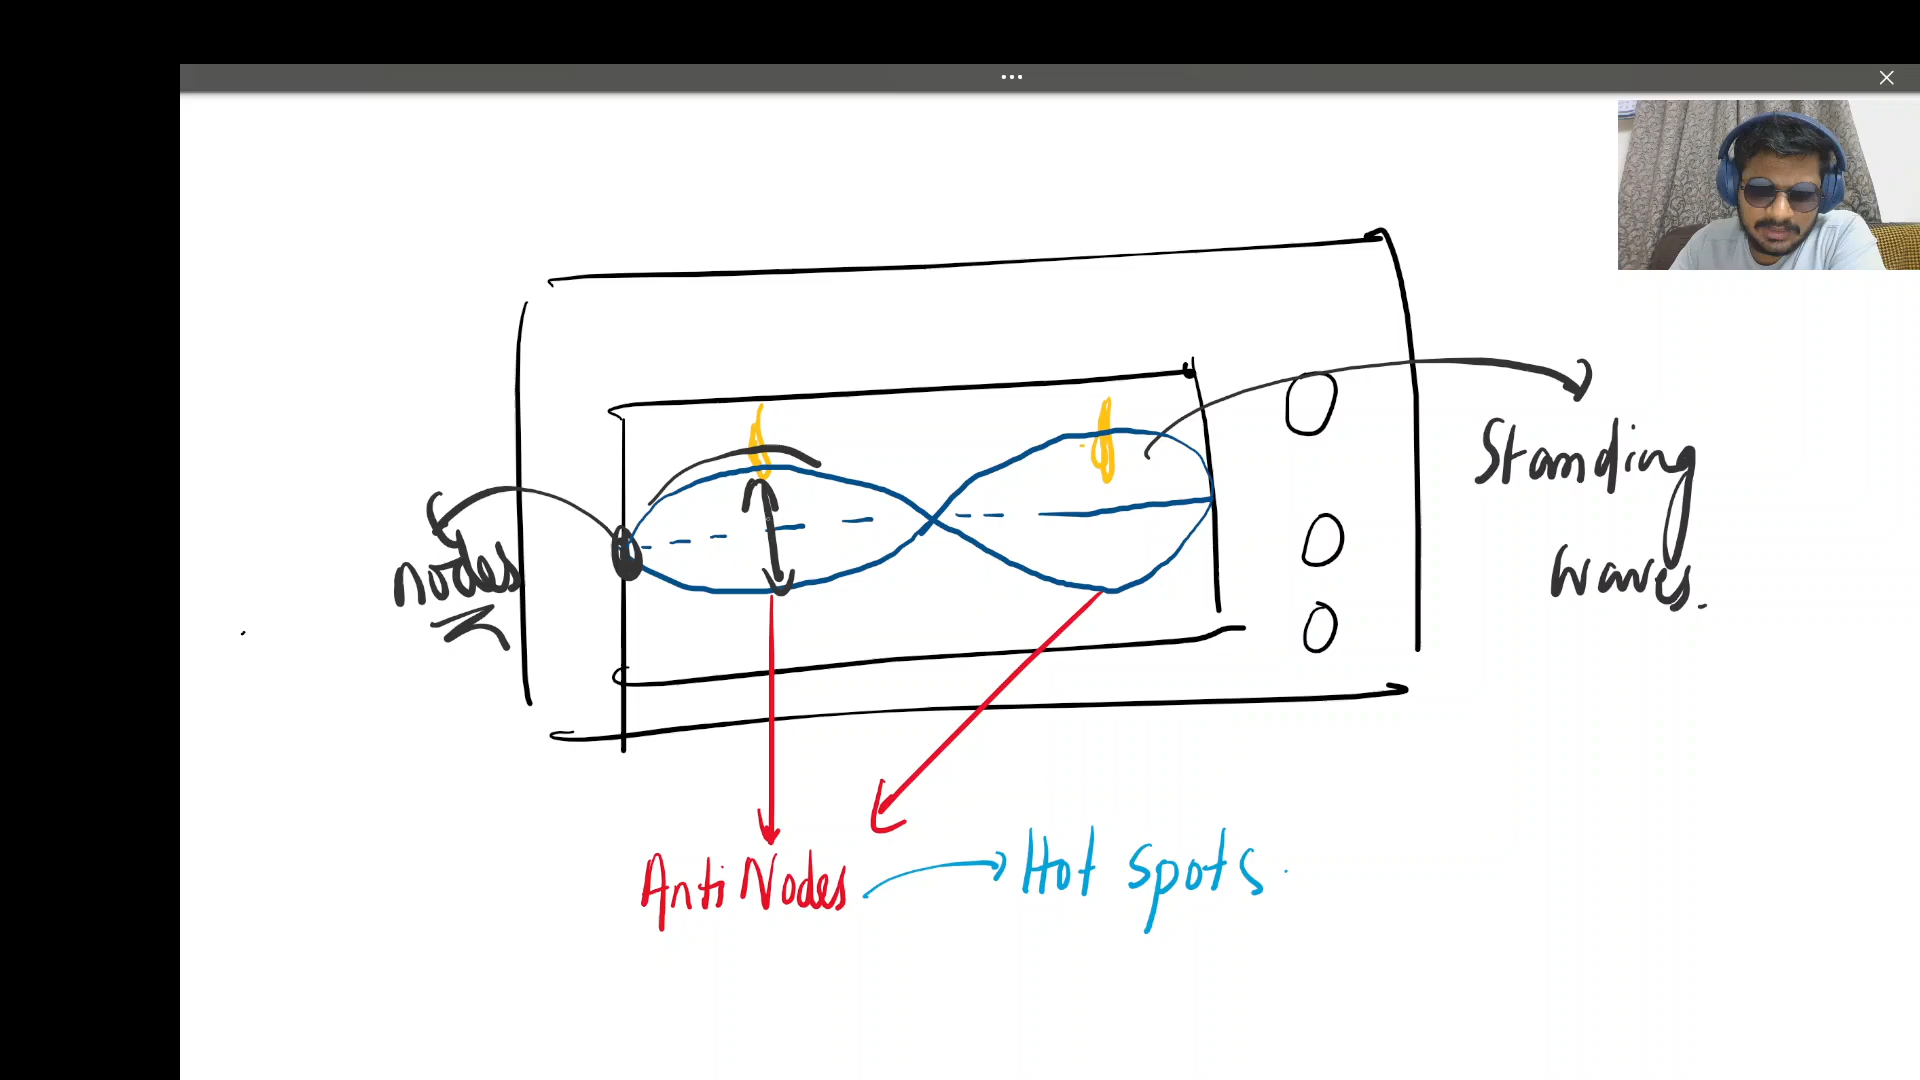 Standing
waves.
nodes
Anti Nodes
Hot spots.